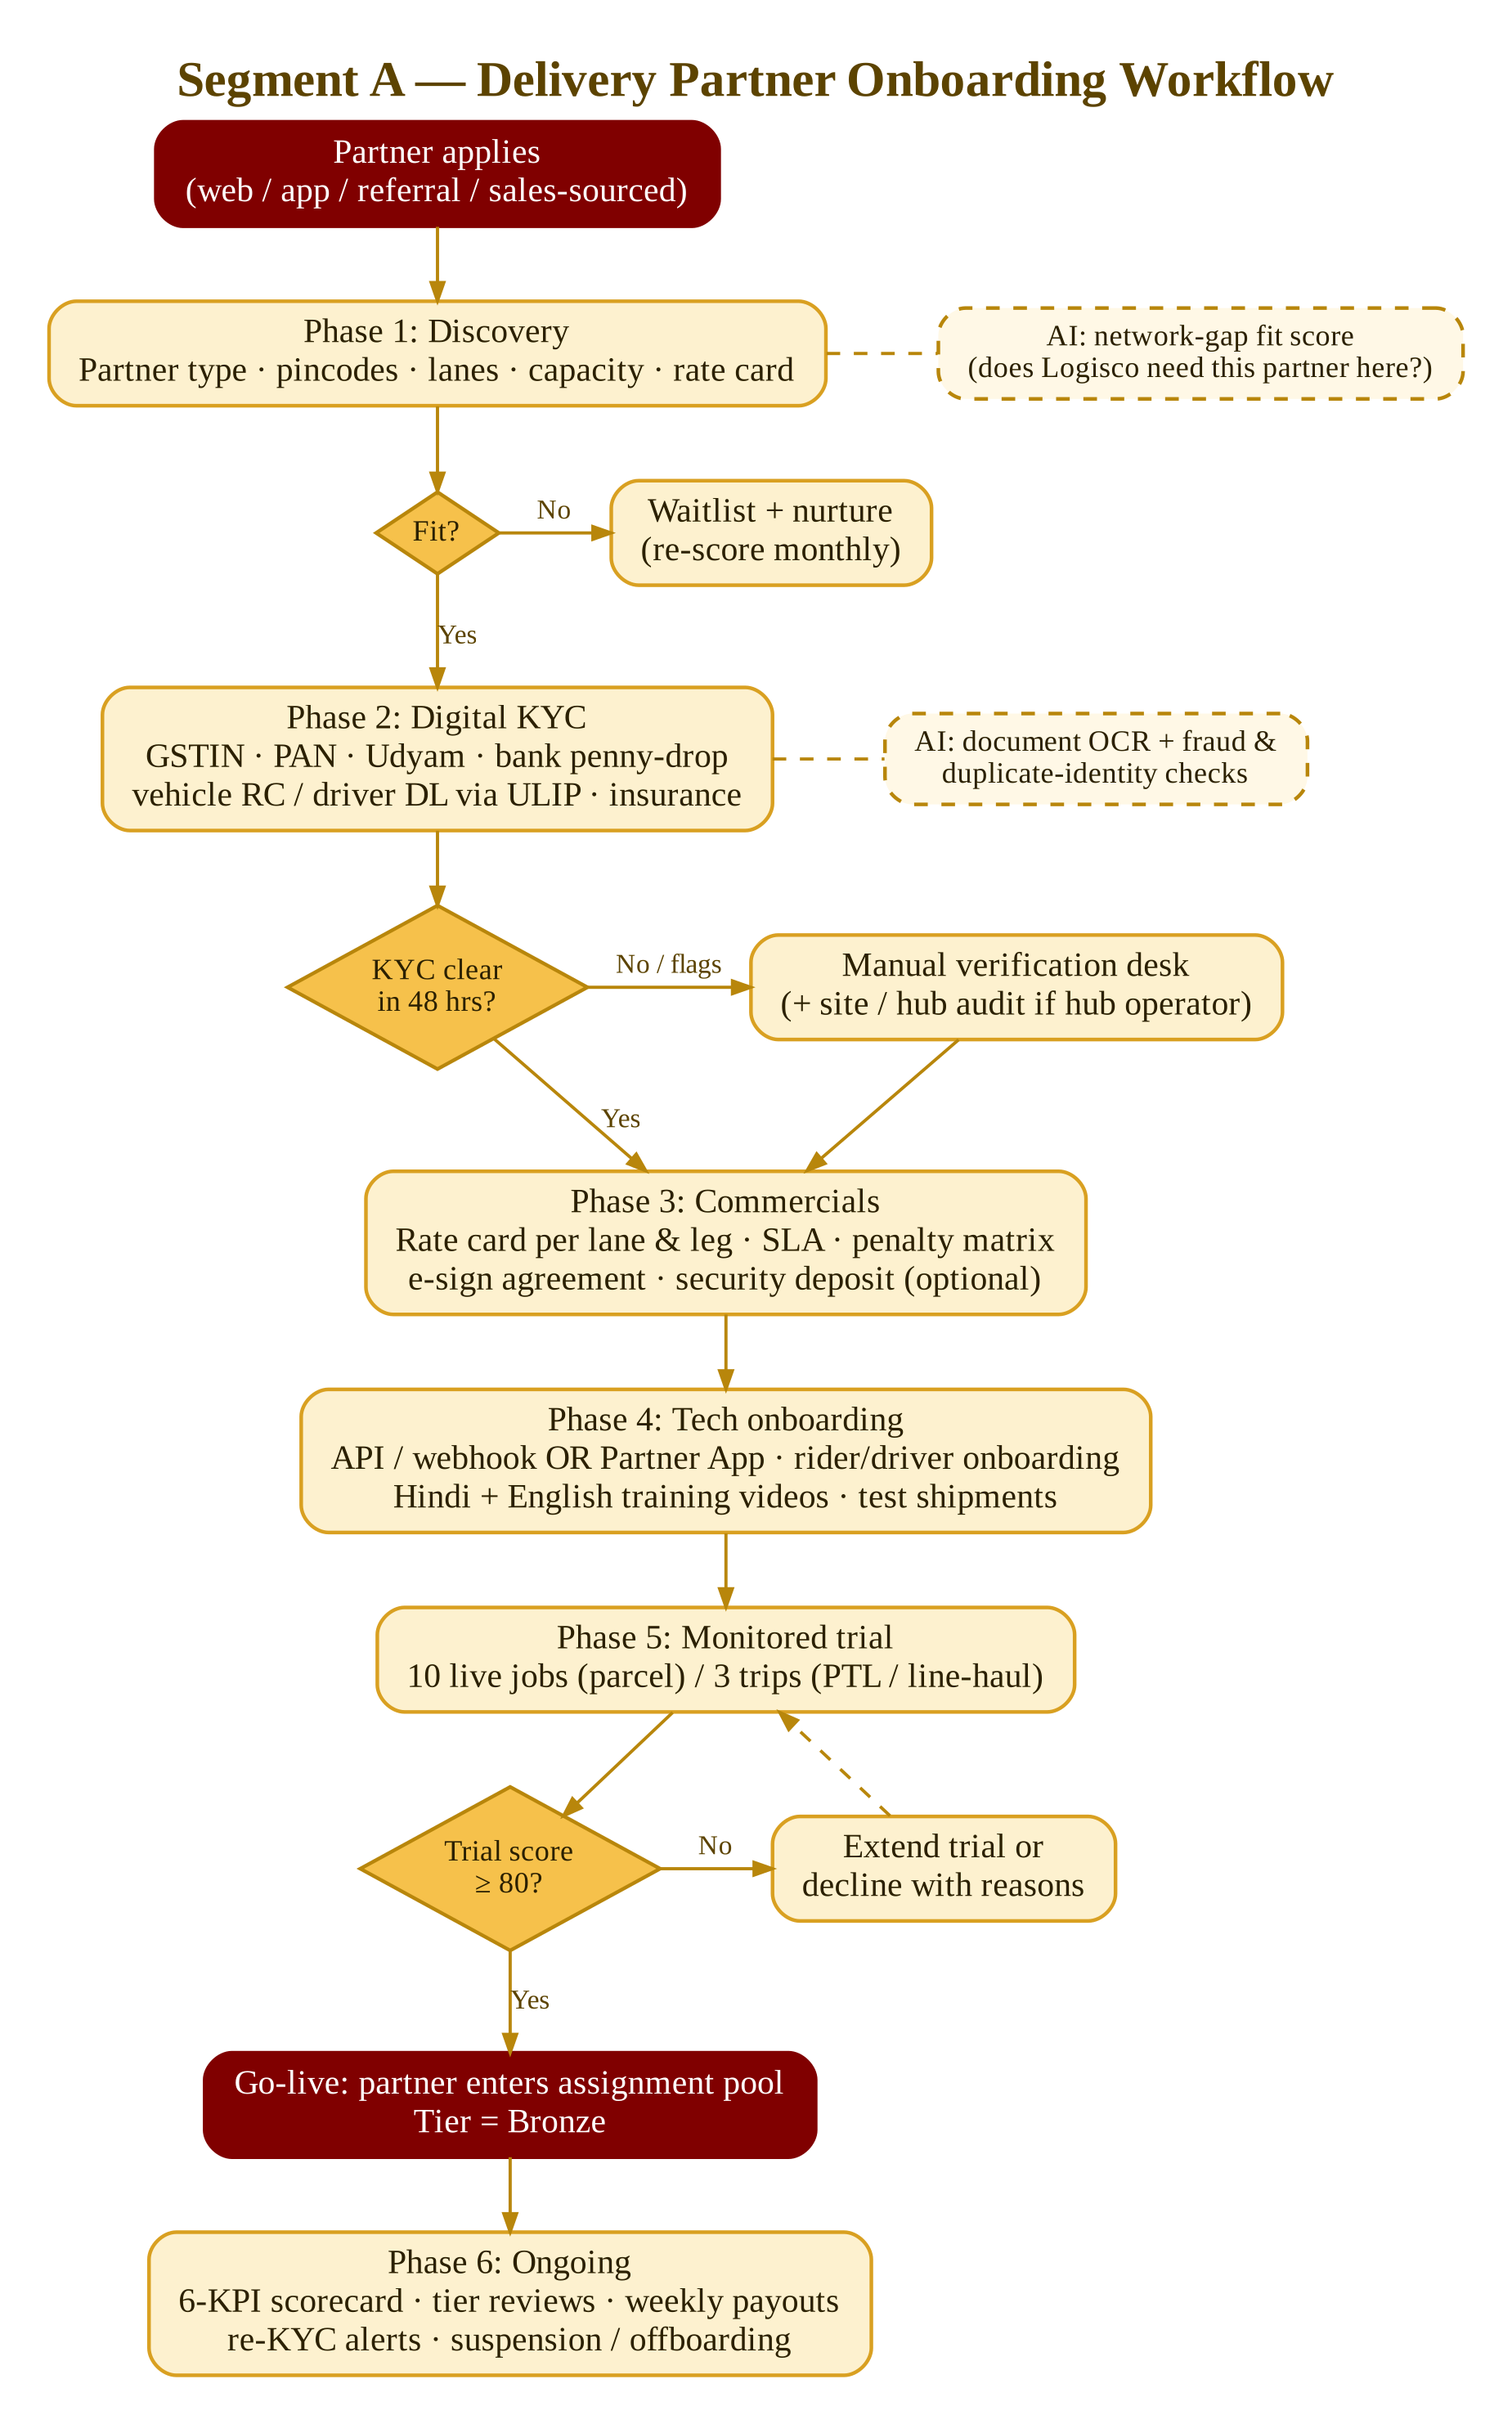 Segment A — Delivery Partner Onboarding Workflow
Partner applies
(web / app / referral / sales-sourced)
Phase 1: Discovery
Partner type · pincodes · lanes · capacity · rate card
AI: network-gap fit score
(does Logisco need this partner here?)
Fit?
No
Waitlist + nurture
(re-score monthly)
Yes
Phase 2: Digital KYC
GSTIN · PAN · Udyam · bank penny-drop
vehicle RC / driver DL via ULIP · insurance
AI: document OCR + fraud &
duplicate-identity checks
KYC clear
in 48 hrs?
No / flags
Manual verification desk
(+ site / hub audit if hub operator)
Yes
Phase 3: Commercials
Rate card per lane & leg · SLA · penalty matrix
e-sign agreement · security deposit (optional)
Phase 4: Tech onboarding
API / webhook OR Partner App · rider/driver onboarding
Hindi + English training videos · test shipments
Phase 5: Monitored trial
10 live jobs (parcel) / 3 trips (PTL / line-haul)
Trial score
≥ 80?
No
Extend trial or
decline with reasons
Yes
Go-live: partner enters assignment pool
Tier = Bronze
Phase 6: Ongoing
6-KPI scorecard · tier reviews · weekly payouts
re-KYC alerts · suspension / offboarding